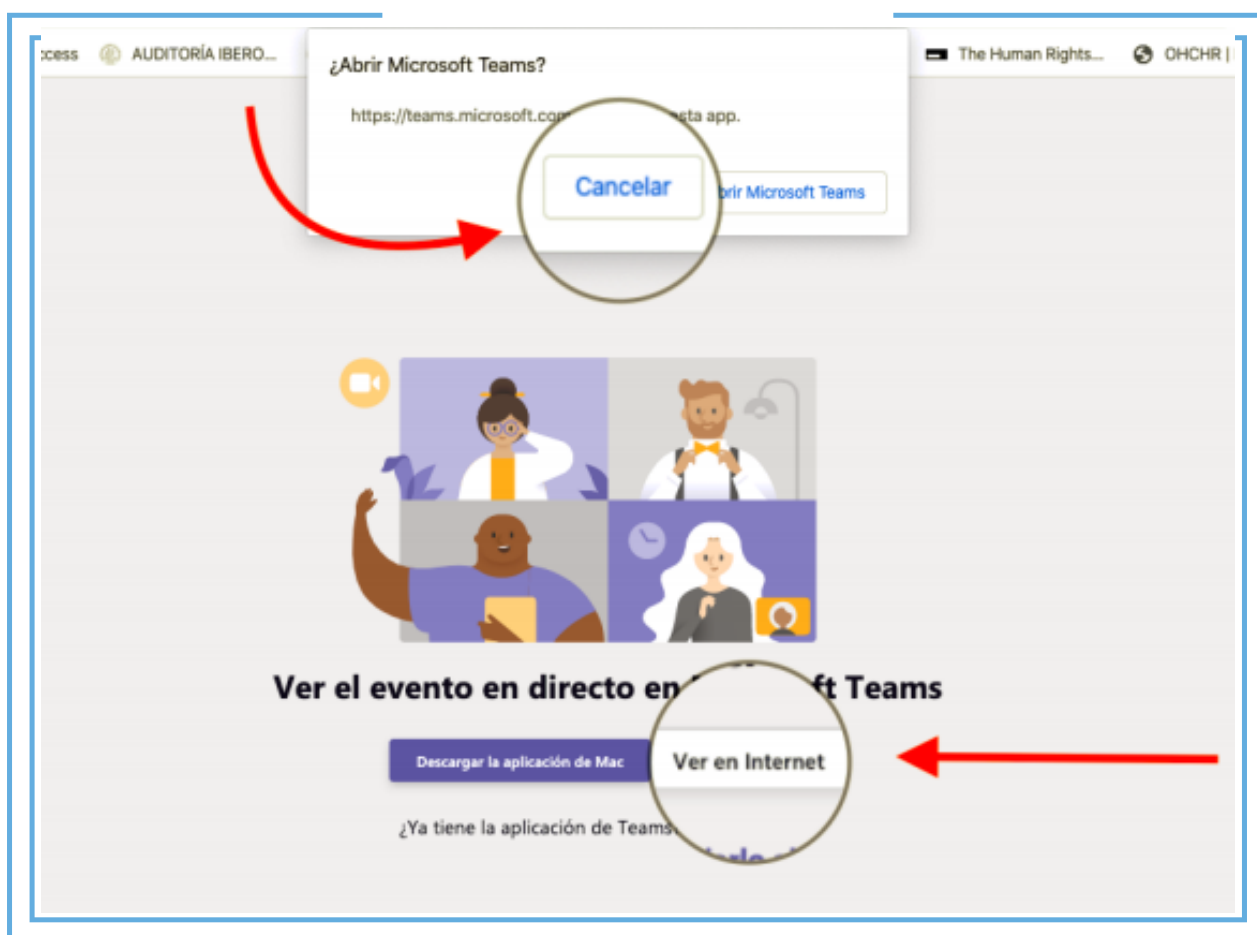 ccess AUDITORÍA IBERO... The Human Rights... OHCHR |
¿Abrir Microsoft Teams?
https://teams.microsoft.com esta app.
Cancelar brir Microsoft Teams
Ver el evento en directo en ft Teams
Descargar la aplicación de Mac Ver en Internet
¿Ya tiene la aplicación de Teams